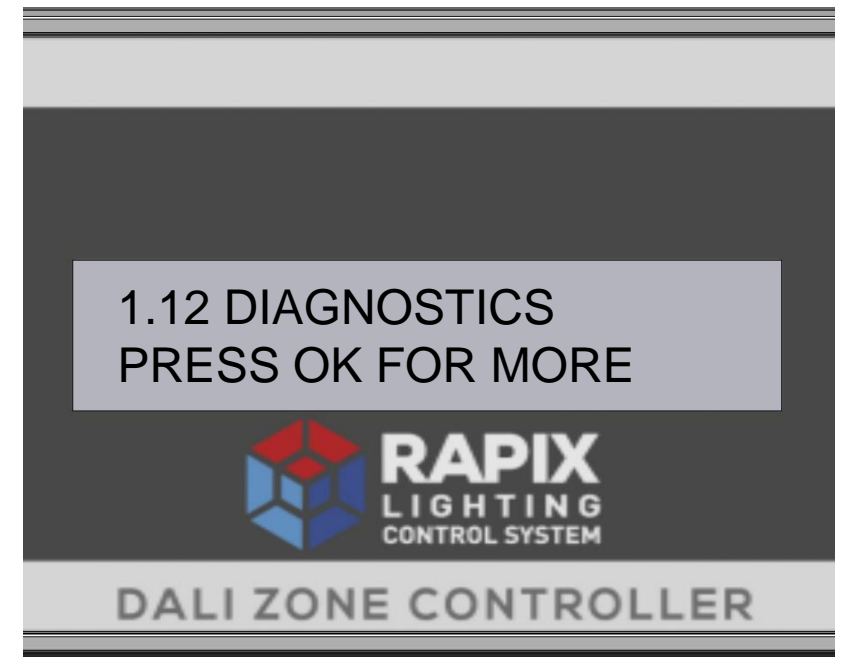 1.12 DIAGNOSTICS
PRESS OK FOR MORE
RAPIX
LIGHTING
CONTROL SYSTEM
DALI ZONE CONTROLLER